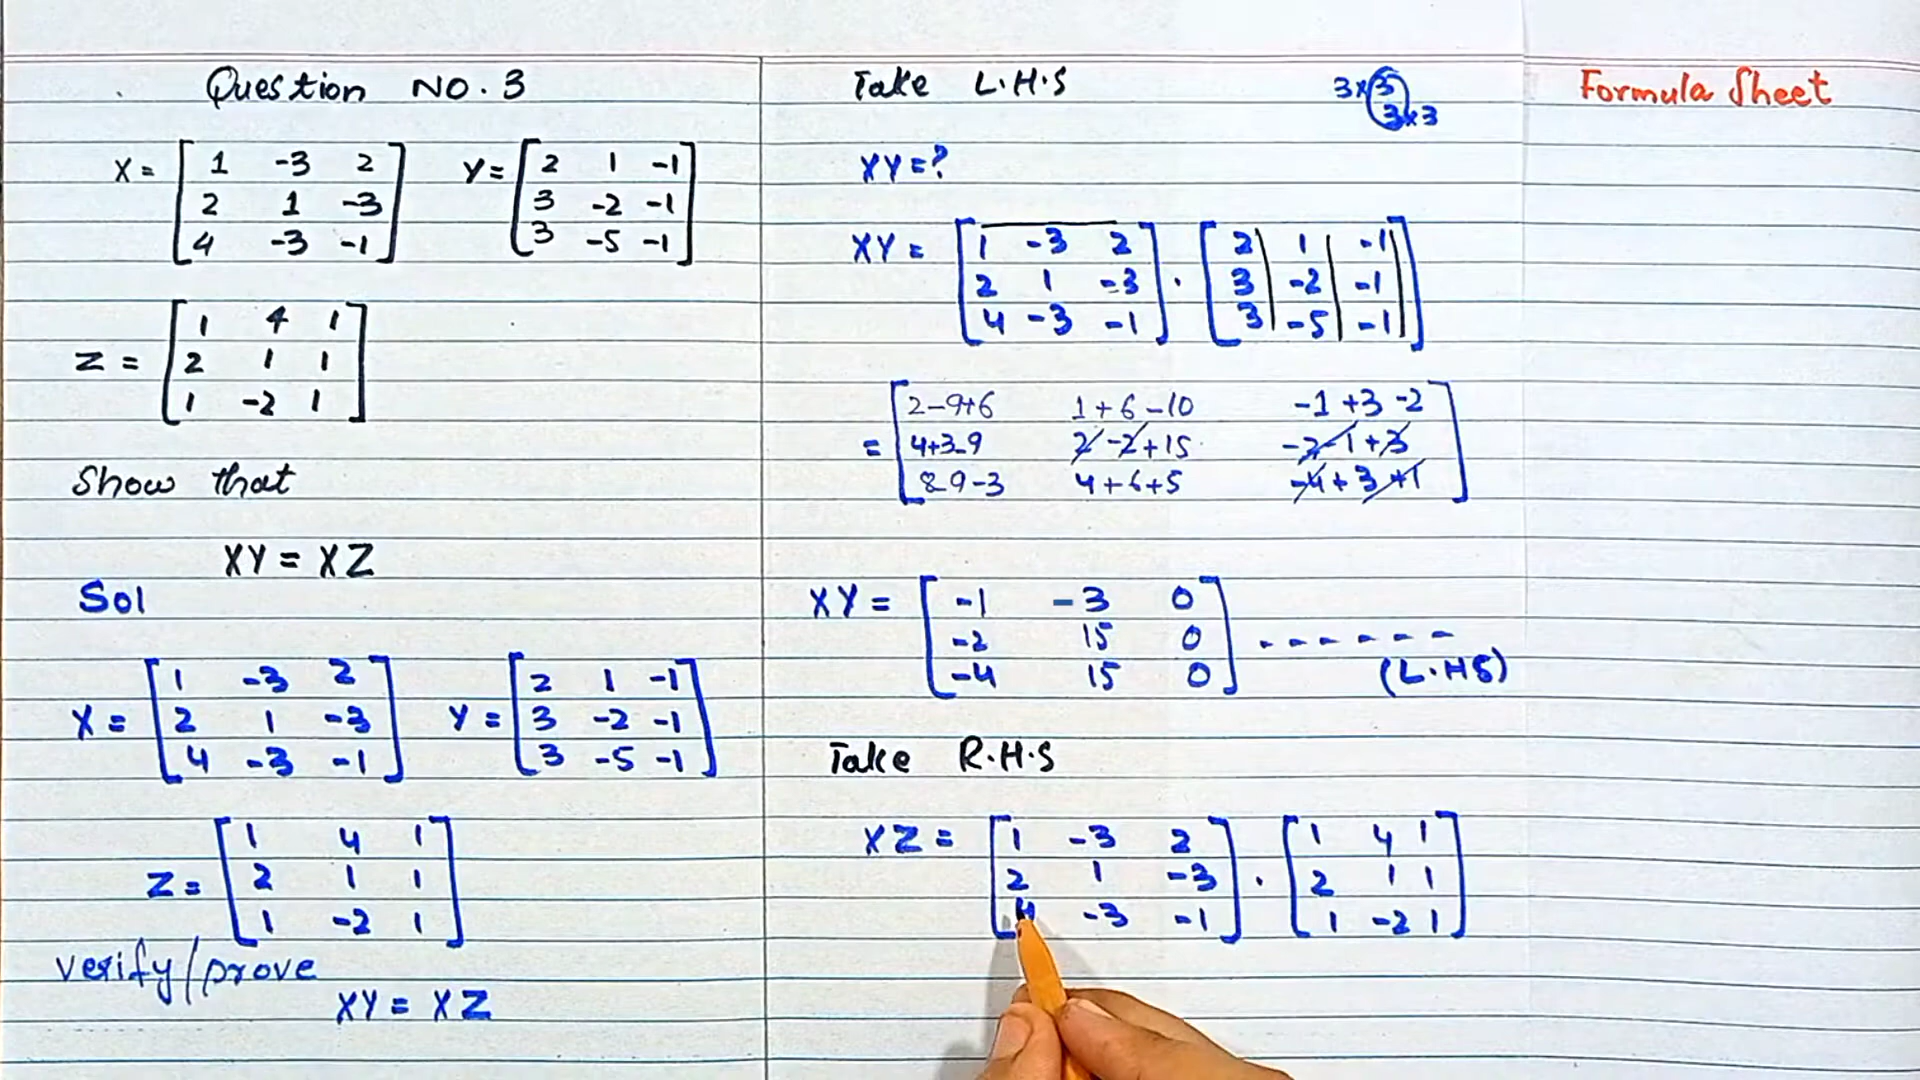 Question NO. 3
X = [ 1 -3 2
2 1 -3
4 -3 -1 ]
Y = [ 2 1 -1
3 -2 -1
3 -5 -1 ]
Z = [ 1 4 1
2 1 1
1 -2 1 ]
Show that
XY = XZ
Sol
X = [ 1 -3 2
2 1 -3
4 -3 -1 ]
Y = [ 2 1 -1
3 -2 -1
3 -5 -1 ]
Z = [ 1 4 1
2 1 1
1 -2 1 ]
verify/prove
XY = XZ
Take L.H.S
3×3
3×3
XY = ?
XY = [ 1 -3 2
2 1 -3
4 -3 -1 ] . [ 2 1 -1
3 -2 -1
3 -5 -1 ]
= [ 2-9+6 1+6-10 -1+3-2
4+3-9 2-2+15 -2-1+3
8-9-3 4+6+5 -4+3+1 ]
XY = [ -1 -3 0
-2 15 0
-4 15 0 ] - - - - - -
(L.HS)
Take R.H.S
XZ = [ 1 -3 2
2 1 -3
4 -3 -1 ] . [ 1 4 1
2 1 1
1 -2 1 ]
Formula Sheet